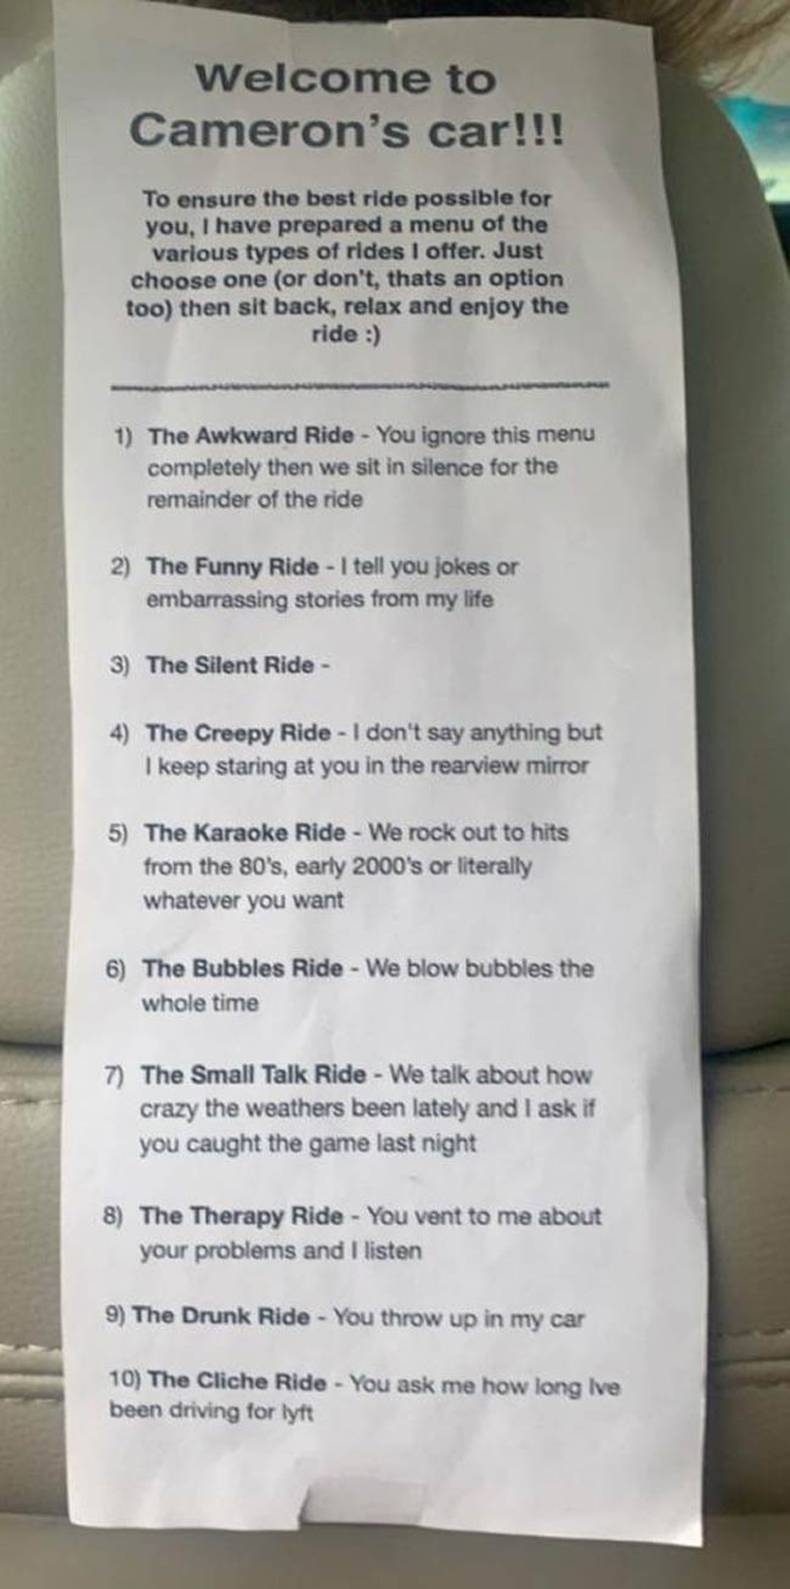 Welcome to
Cameron's car!!!
To ensure the best ride possible for
you, I have prepared a menu of the
various types of rides I offer. Just
choose one (or don't, thats an option
too) then sit back, relax and enjoy the
ride :)
1) The Awkward Ride - You ignore this menu
completely then we sit in silence for the
remainder of the ride
2) The Funny Ride - I tell you jokes or
embarrassing stories from my life
3) The Silent Ride -
4) The Creepy Ride - I don't say anything but
I keep staring at you in the rearview mirror
5) The Karaoke Ride - We rock out to hits
from the 80's, early 2000's or literally
whatever you want
6) The Bubbles Ride - We blow bubbles the
whole time
7) The Small Talk Ride - We talk about how
crazy the weathers been lately and I ask if
you caught the game last night
8) The Therapy Ride - You vent to me about
your problems and I listen
9) The Drunk Ride - You throw up in my car
10) The Cliche Ride - You ask me how long Ive
been driving for lyft